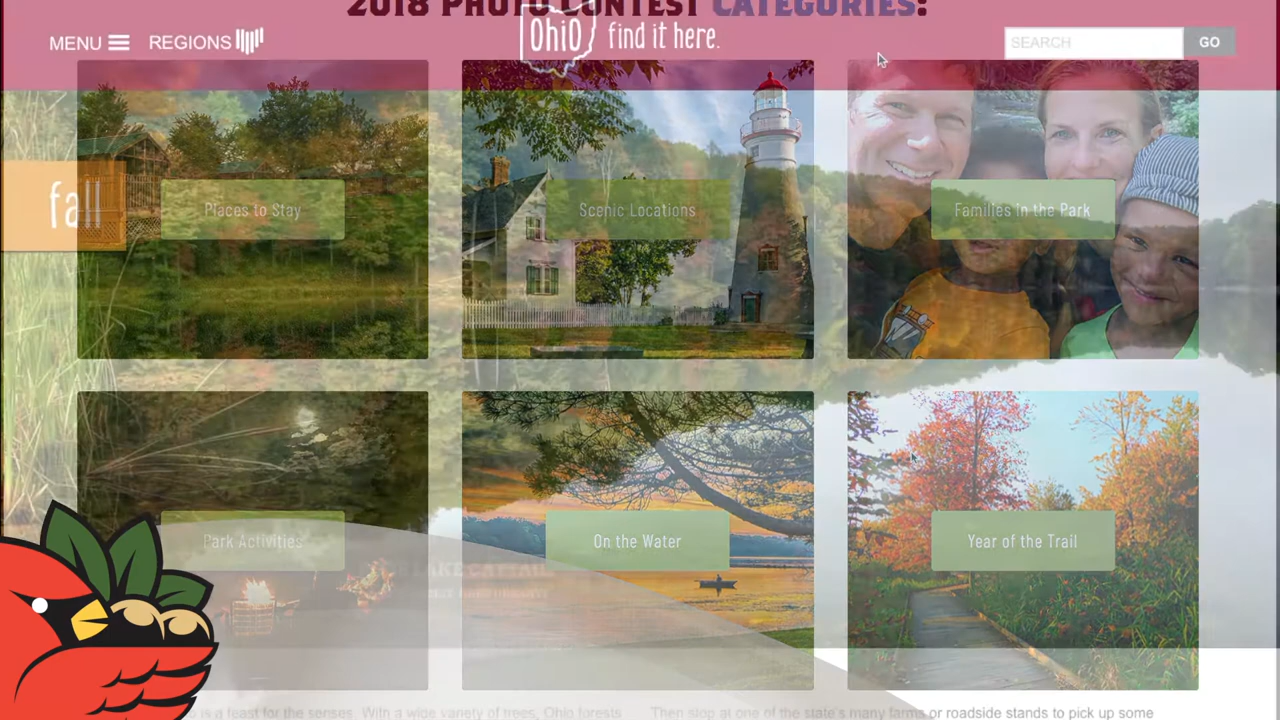 2018 PHOTO CONTEST CATEGORIES:
MENU REGIONS
Ohio find it here.
SEARCH GO
fall
Places to Stay
Scenic Locations
Families in the Park
Park Activities
On the Water
Year of the Trail
LAKE CATTAIL
is a feast for the senses. With a wide variety of trees, Ohio forests
Then stop at one of the state's many farms or roadside stands to pick up some